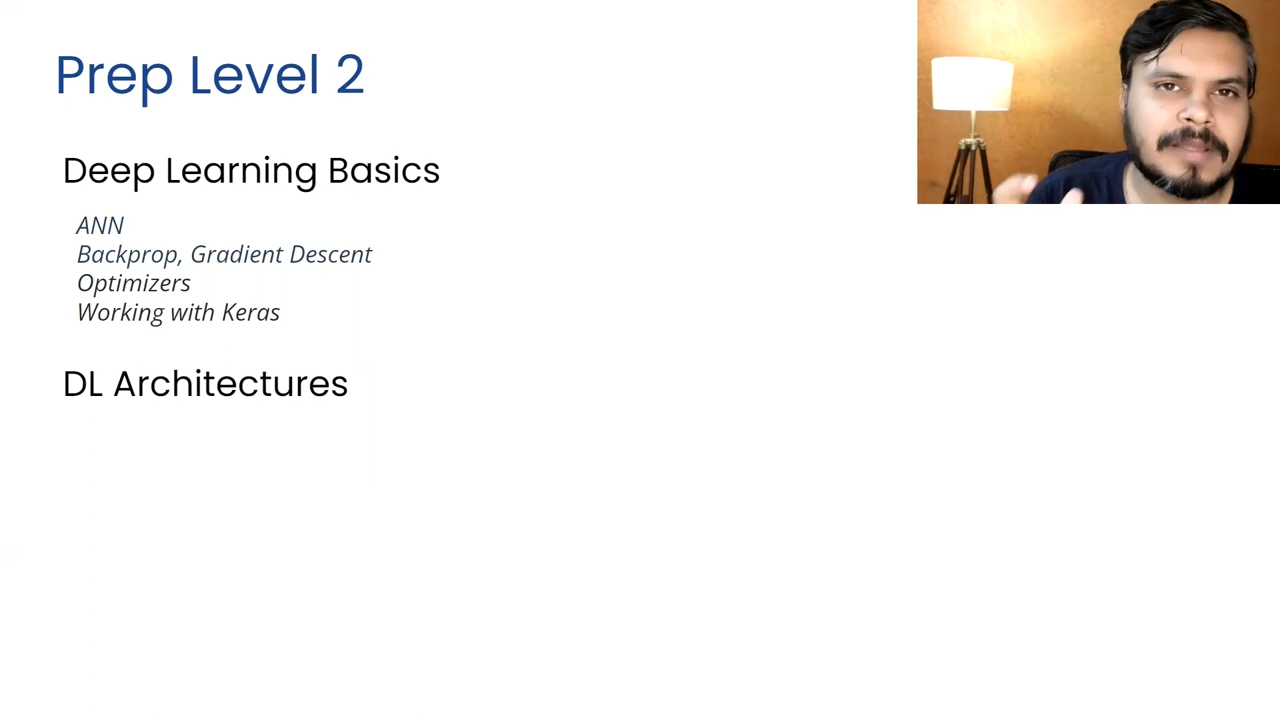 Prep Level 2
Deep Learning Basics
ANN
Backprop, Gradient Descent
Optimizers
Working with Keras
DL Architectures